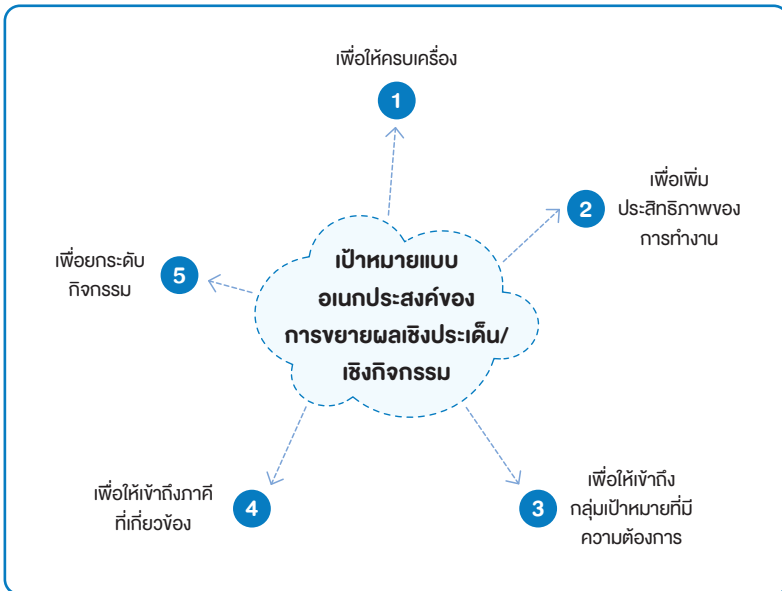 เพื่อให้ครบเครื่อง
1
เพื่อเพิ่ม
2
ประสิทธิภาพของ
การทำงาน
เป้าหมายแบบ
อเนกประสงค์ของ
การขยายผลเชิงประเด็น/
เชิงกิจกรรม
เพื่อยกระดับ
กิจกรรม
5
เพื่อให้เข้าถึงภาคี
ที่เกี่ยวข้อง
4
3
เพื่อให้เข้าถึง
กลุ่มเป้าหมายที่มี
ความต้องการ